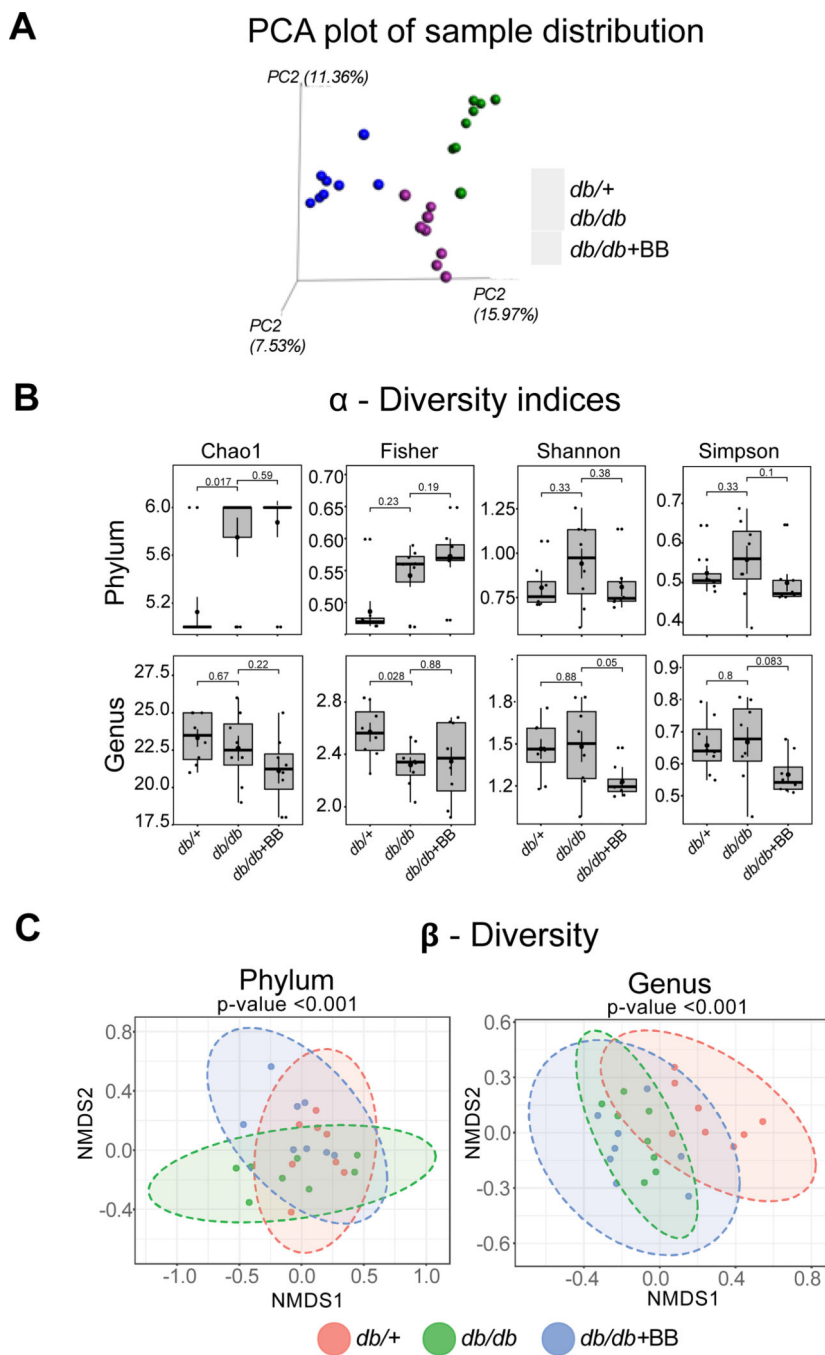 A
PCA plot of sample distribution
PC2 (11.36%)
db/+
db/db
db/db+BB
PC2
(15.97%)
PC2
(7.53%)
B
α - Diversity indices
Chao1 Fisher Shannon Simpson
Phylum
6.0
5.6
5.2
0.017
0.59
0.70
0.65
0.60
0.55
0.50
0.23
0.19
1.25
1.00
0.75
0.33
0.38
0.7
0.6
0.5
0.4
0.33
0.1
Genus
27.5
25.0
22.5
20.0
17.5
0.67
0.22
2.8
2.4
2.0
0.028
0.88
1.8
1.5
1.2
0.88
0.05
0.9
0.8
0.7
0.6
0.5
0.8
0.083
db/+ db/db db/db+BB
db/+ db/db db/db+BB
db/+ db/db db/db+BB
db/+ db/db db/db+BB
C
β - Diversity
Phylum
p-value <0.001
NMDS2
0.8
0.4
0.0
-0.4
-1.0 -0.5 0.0 0.5 1.0
NMDS1
Genus
p-value <0.001
NMDS2
0.6
0.3
0.0
-0.3
-0.6
-0.4 0.0 0.4 0.8
NMDS1
db/+ db/db db/db+BB